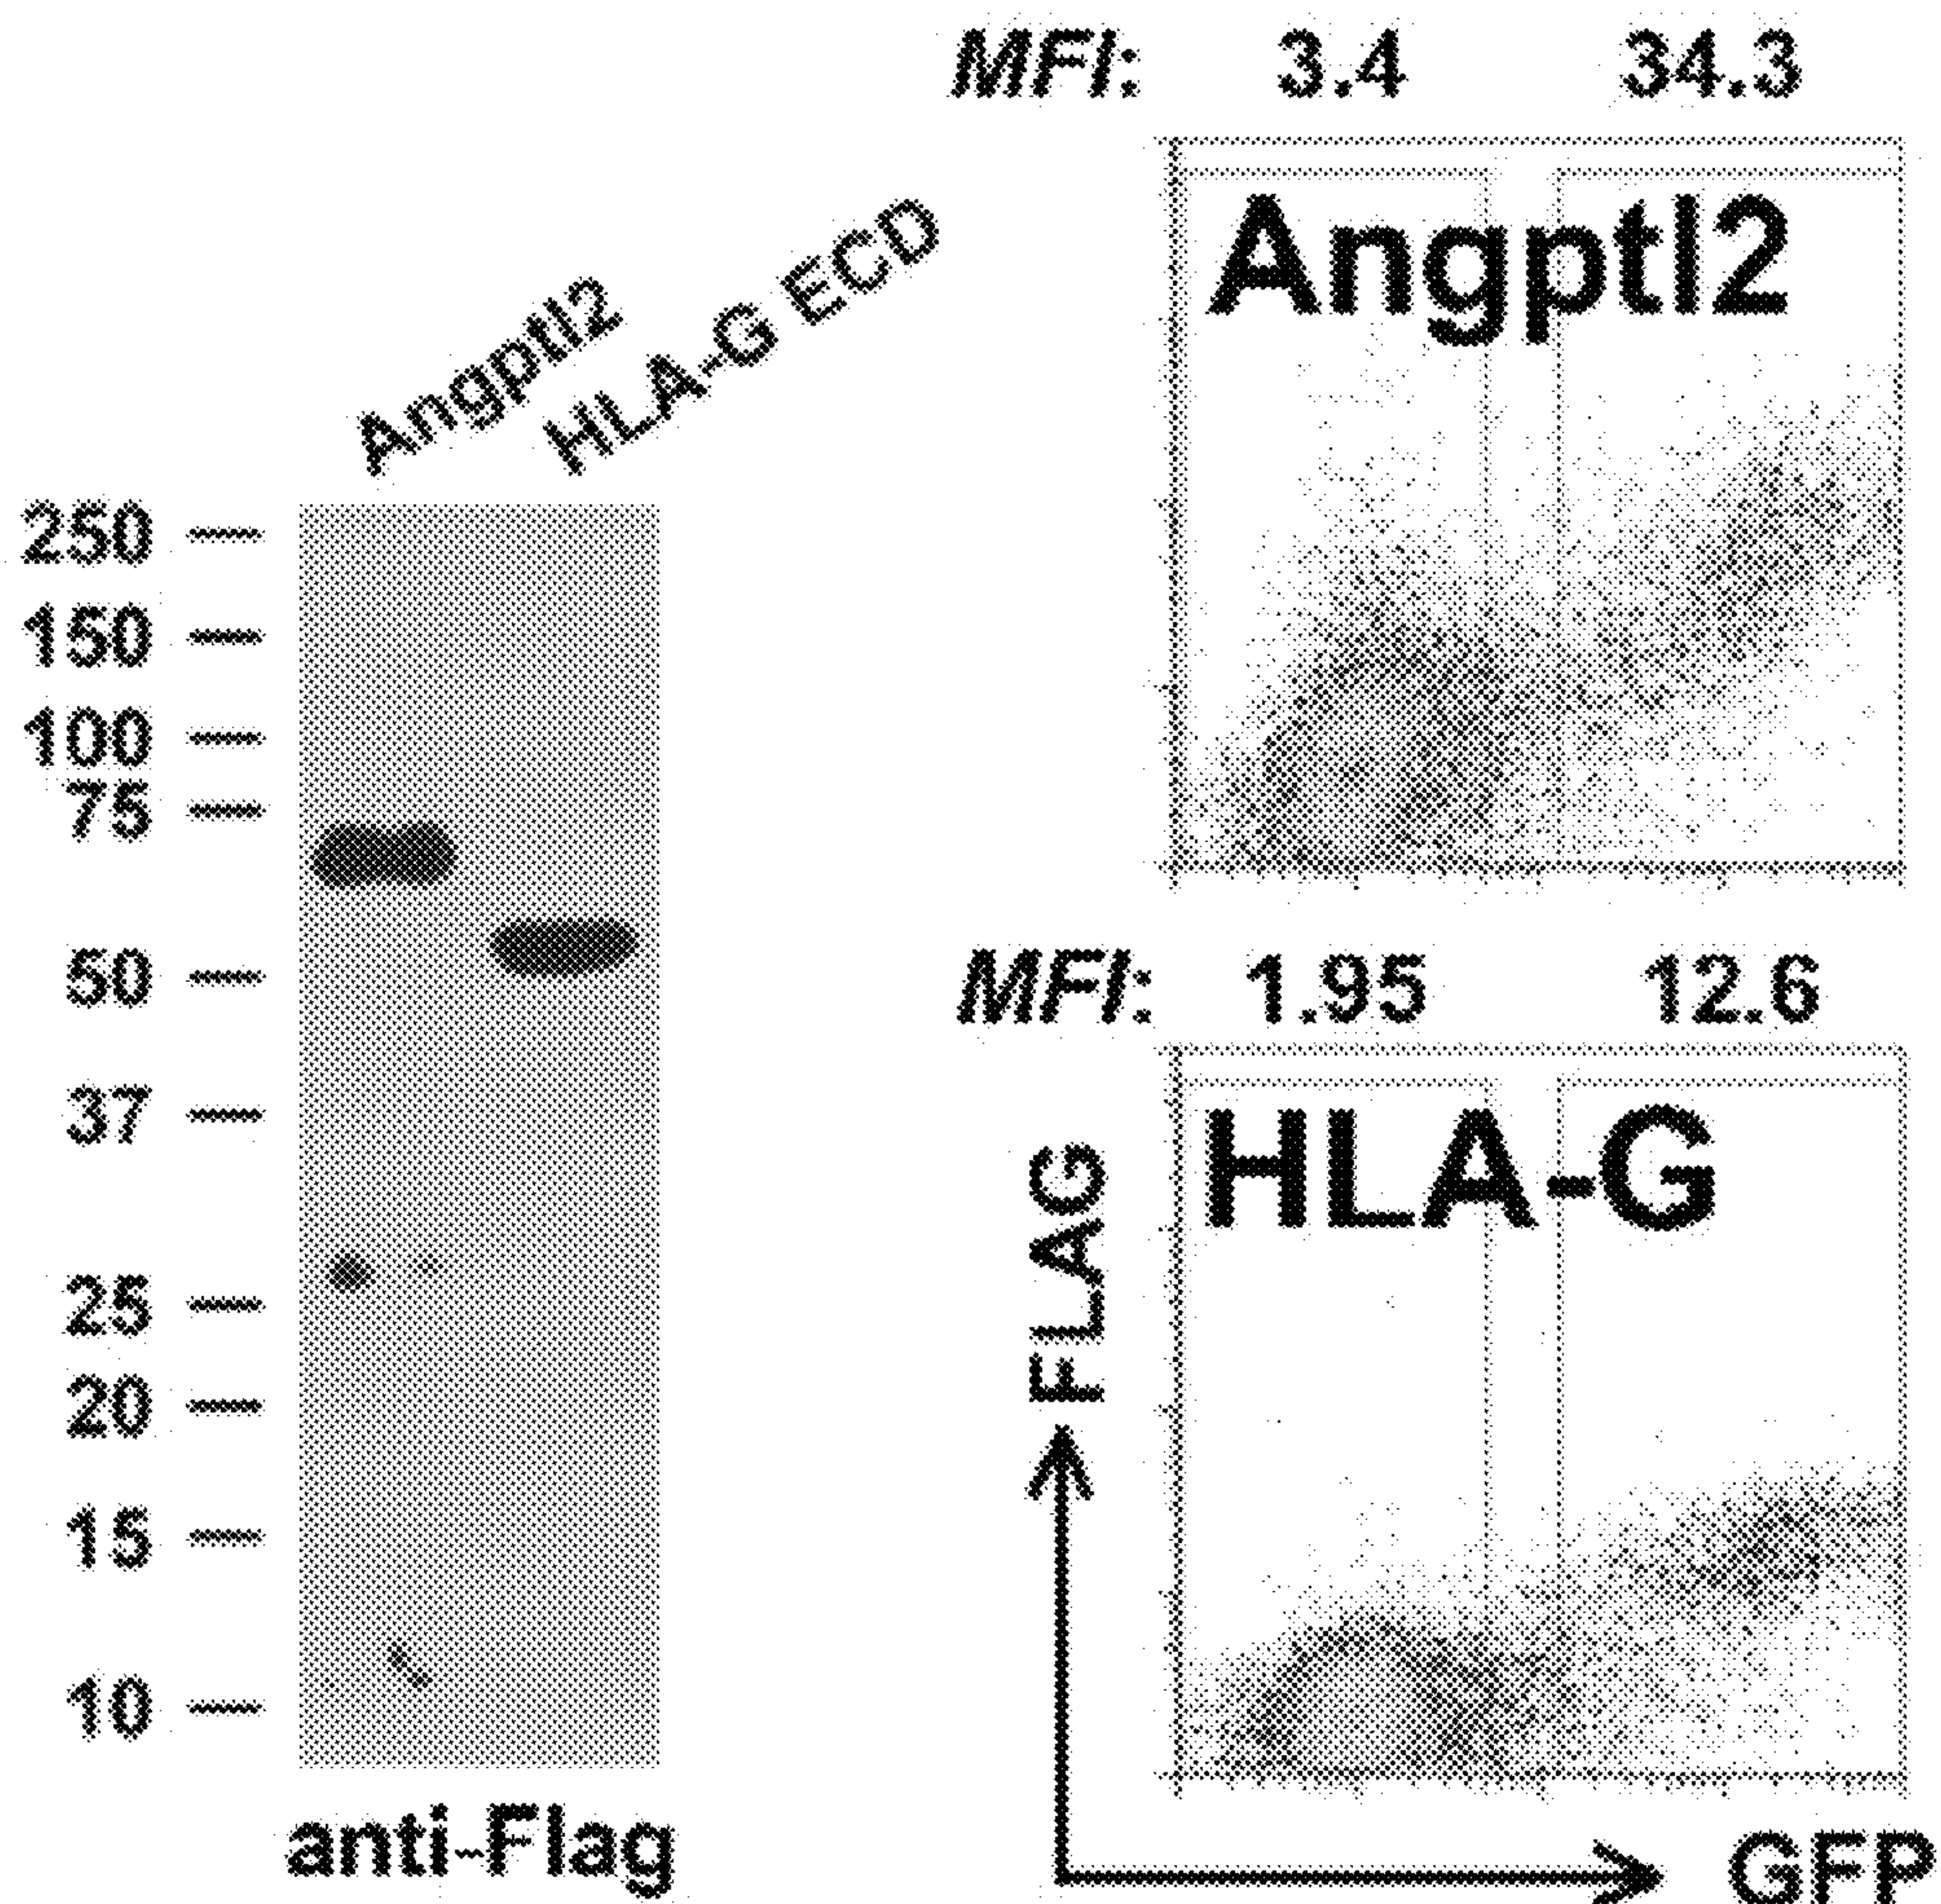 Angptl2
HLA-G ECD
250
150
100
75
50
37
25
20
15
10
anti-Flag
MFI: 3.4 34.3
Angptl2
MFI: 1.95 12.6
HLA-G
FLAG
GFP